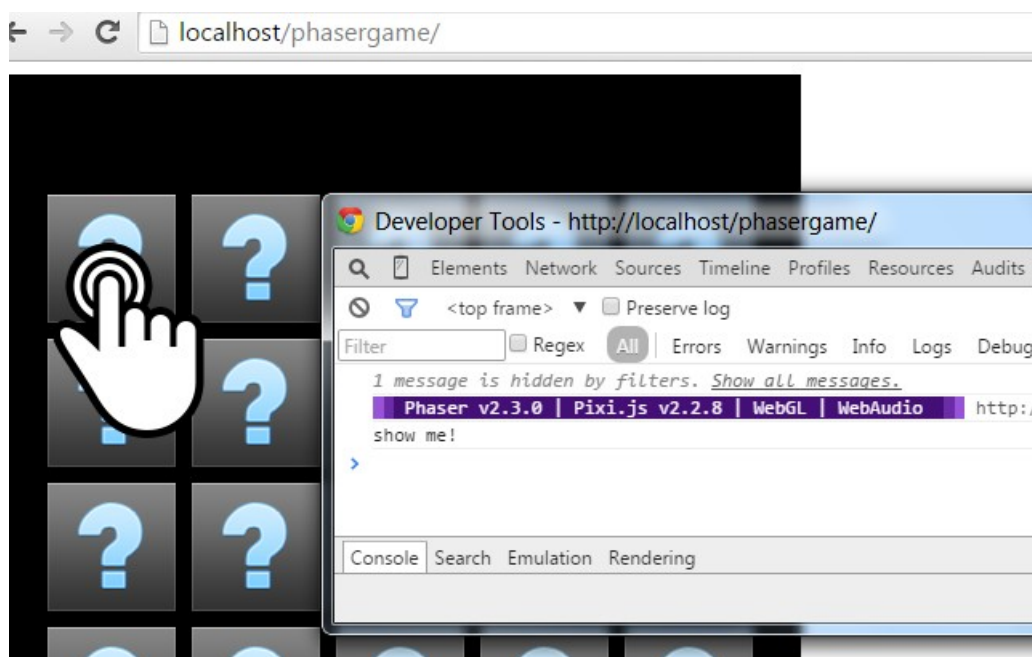 localhost/phasergame/
? ?
Developer Tools - http://localhost/phasergame/
Elements Network Sources Timeline Profiles Resources Audits
<top frame> ▼ Preserve log
Filter Regex All Errors Warnings Info Logs Debug
1 message is hidden by filters. Show all messages.
Phaser v2.3.0 | Pixi.js v2.2.8 | WebGL | WebAudio http:/
show me!
>
? ?
? ?
Console Search Emulation Rendering